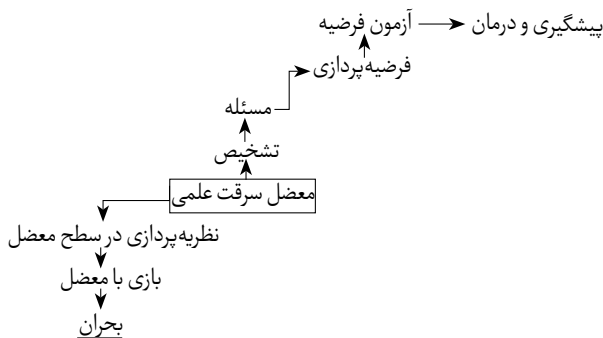 آزمون فرضیه پیشگیری و درمان
فرضیه‌پردازی
مسئله
تشخیص
معضل سرقت علمی
نظریه‌پردازی در سطح معضل
بازی با معضل
بحران